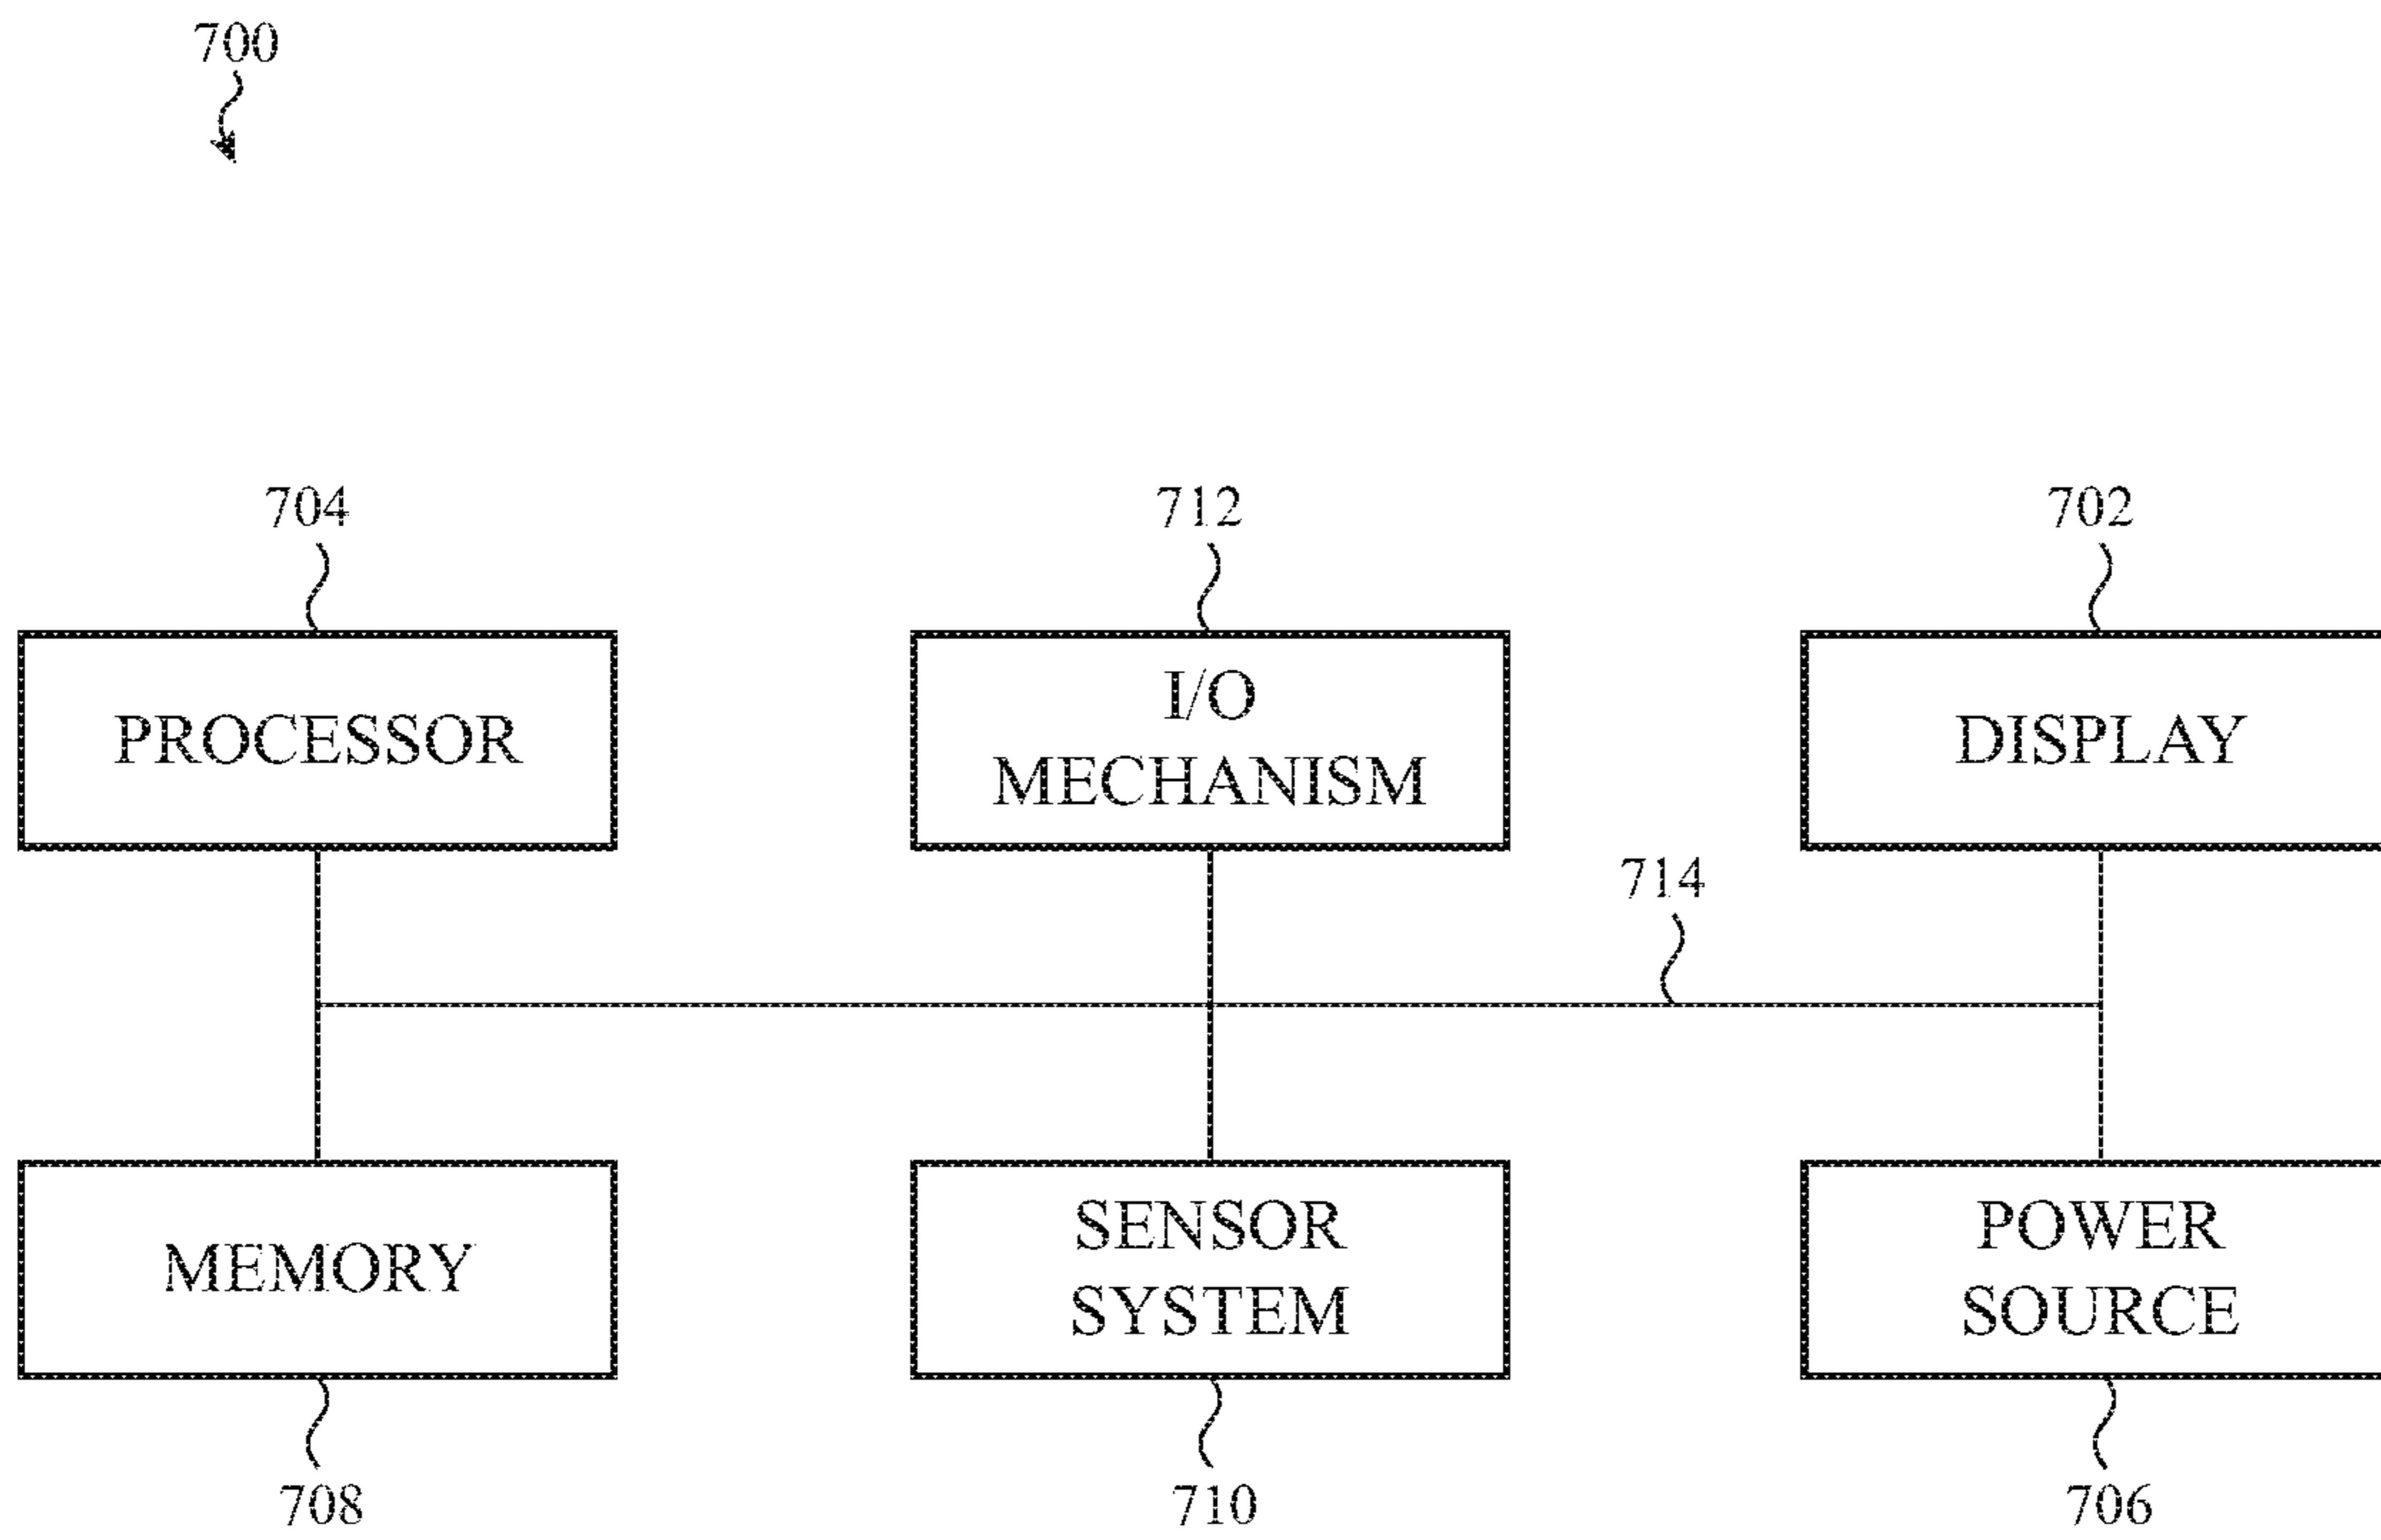 700
704
712
702
PROCESSOR
I/O
MECHANISM
DISPLAY
714
MEMORY
SENSOR
SYSTEM
POWER
SOURCE
708
710
706